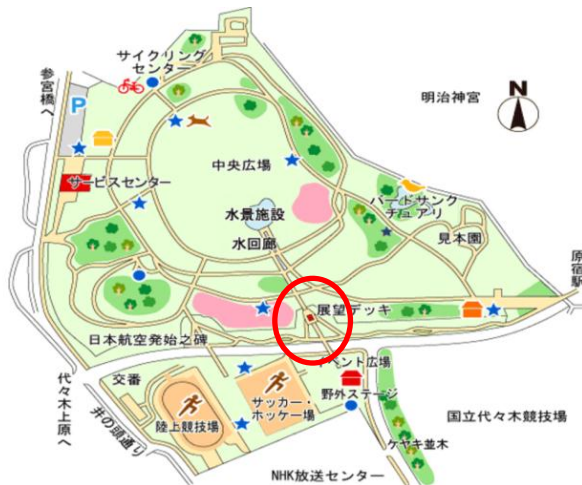 サイクリング
センター
参宮橋へ
P
明治神宮
N
中央広場
サービスセンター
バードサンク
チュアリ
水景施設
水回廊
見本園
原宿駅
展望デッキ
日本航空発始之碑
イベント広場
代々木上原へ
交番
井の頭通り
陸上競技場
サッカー・
ホッケー場
野外ステージ
国立代々木競技場
ケヤキ並木
NHK放送センター